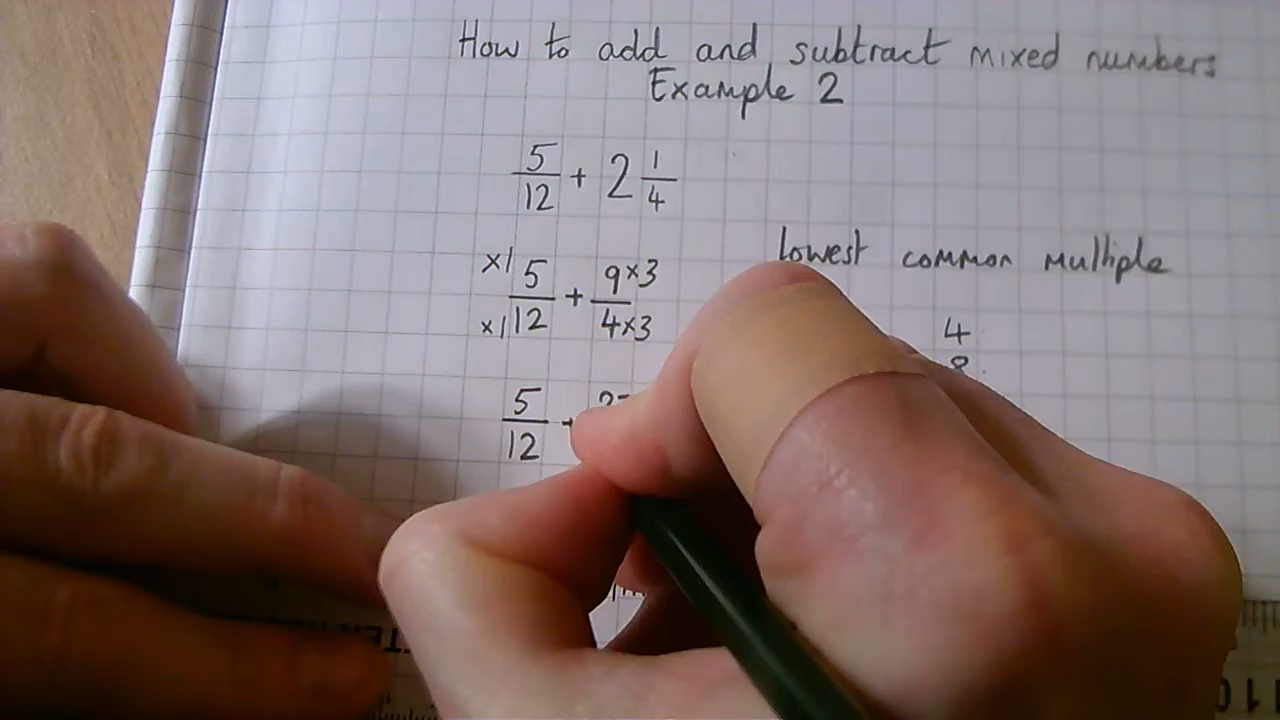 How to add and subtract mixed numbers
Example 2
5/12 + 2 1/4
lowest common multiple
×1 5/12 ×1 + 9×3/4×3
4
8
5/12 +